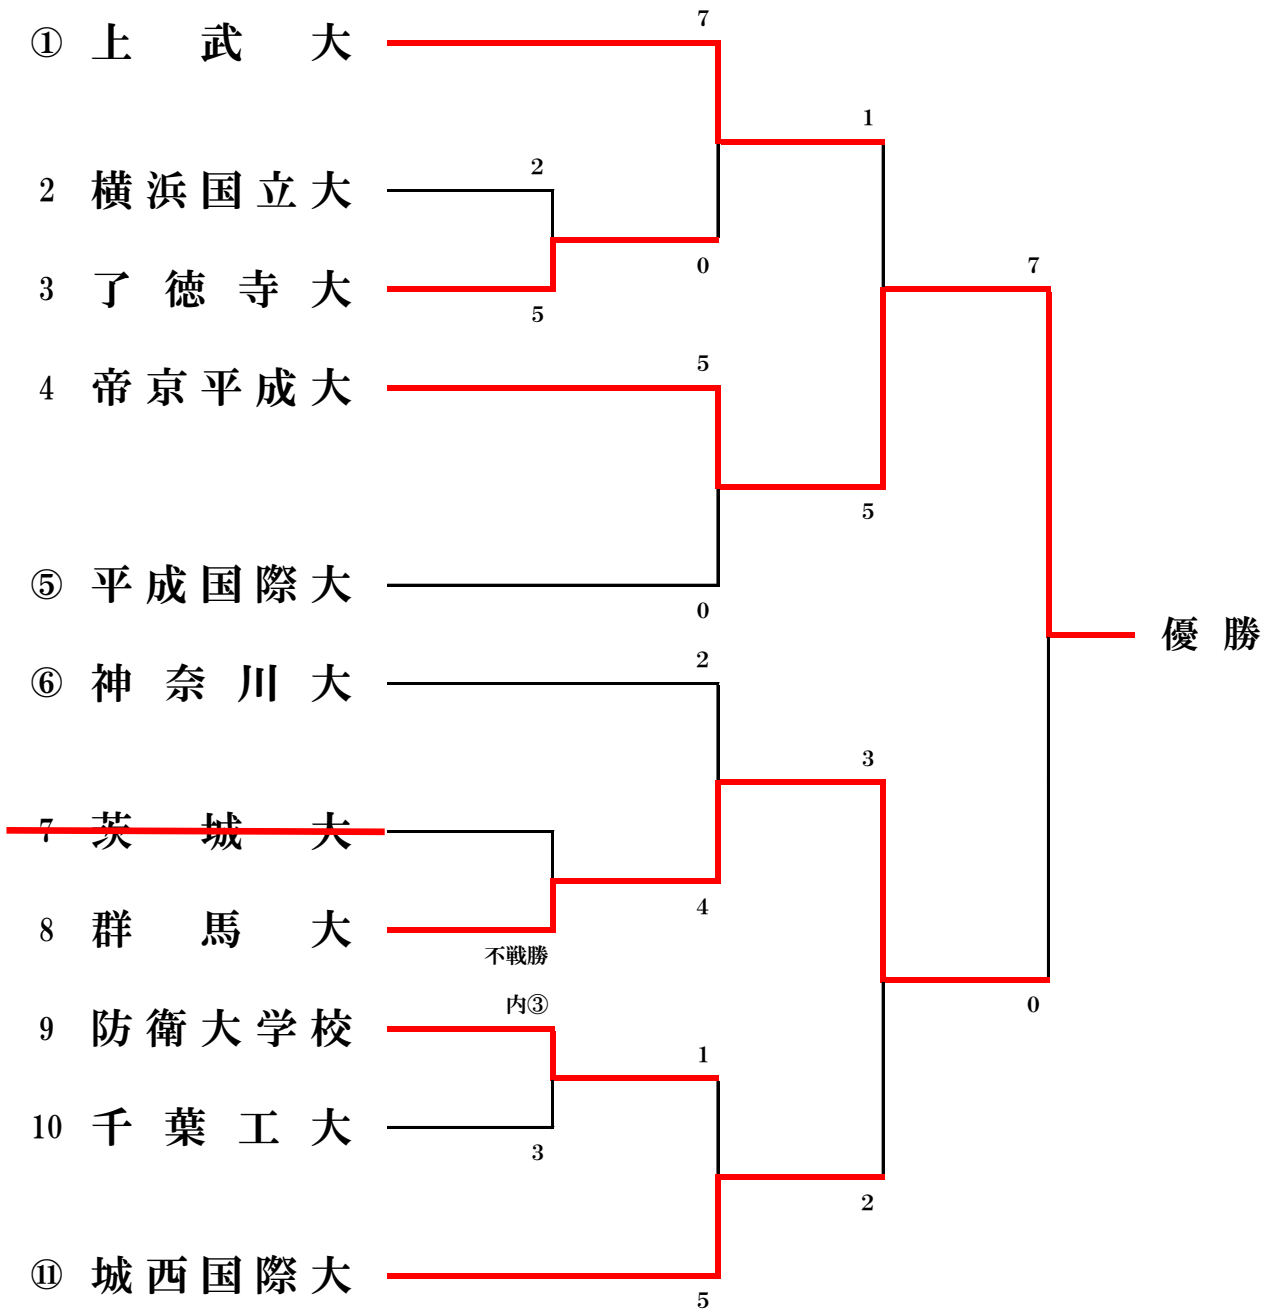 7
① 上武大
1
2
2 横浜国立大
7
0
3 了徳寺大
5
5
4 帝京平成大
5
⑤ 平成国際大
0
優勝
2
⑥ 神奈川大
3
7 茨城大
4
8 群馬大
不戦勝
内③
0
9 防衛大学校
1
10 千葉工大
3
2
⑪ 城西国際大
5